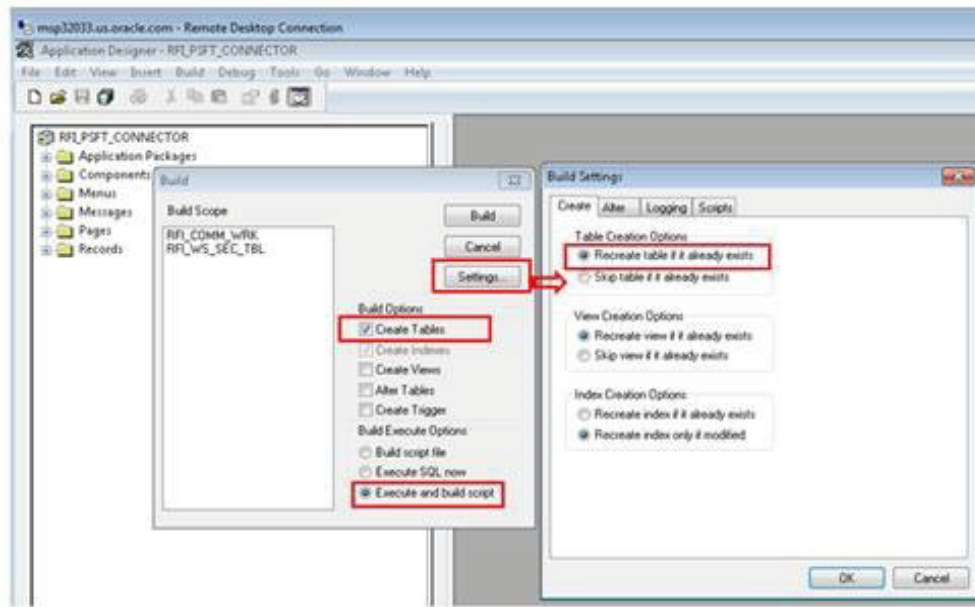 msp32033.us.oracle.com - Remote Desktop Connection
Application Designer - RFI_PSFT_CONNECTOR
File Edit View Insert Build Debug Tools Go Window Help
RFI_PSFT_CONNECTOR
Application Packages
Components
Menus
Messages
Pages
Records
Build
Build Scope
RFI_COMM_WRK
RFI_WS_SEC_TBL
Build
Cancel
Settings...
Build Options
Create Tables
Create Indexes
Create Views
Alter Tables
Create Trigger
Build Execute Options
Build script file
Execute SQL now
Execute and build script
Build Settings
Create Alter Logging Scripts
Table Creation Options
Recreate table if it already exists
Skip table if it already exists
View Creation Options
Recreate view if it already exists
Skip view if it already exists
Index Creation Options
Recreate index if it already exists
Recreate index only if modified
OK Cancel